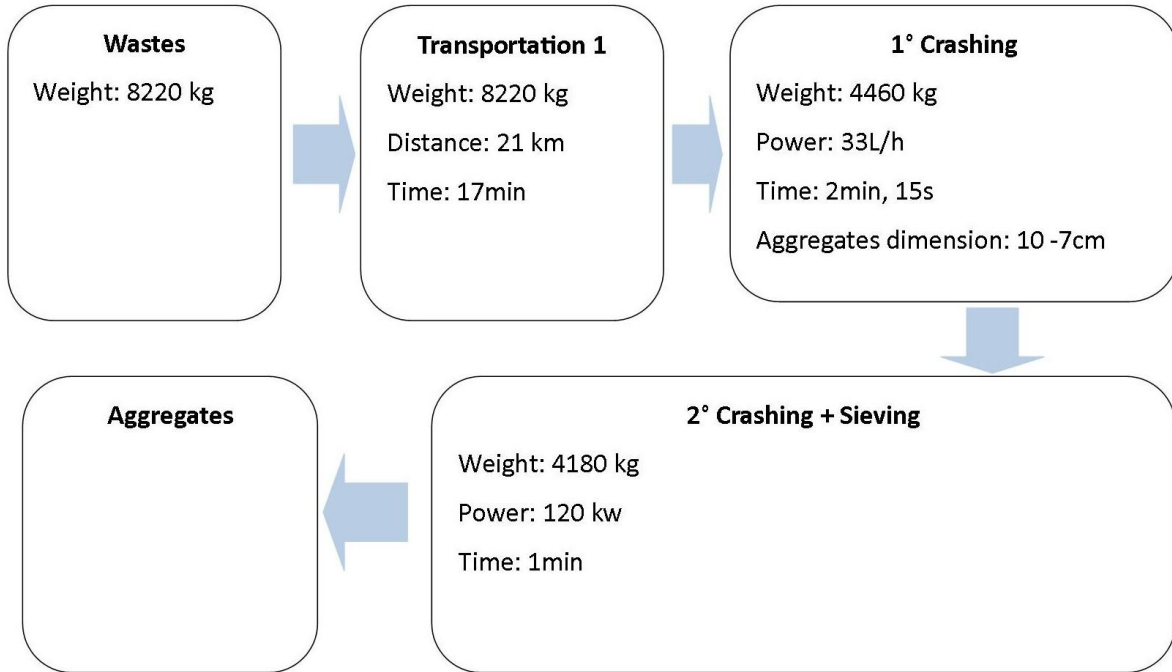 Wastes
Weight: 8220 kg
Transportation 1
Weight: 8220 kg
Distance: 21 km
Time: 17min
1° Crashing
Weight: 4460 kg
Power: 33L/h
Time: 2min, 15s
Aggregates dimension: 10 -7cm
2° Crashing + Sieving
Weight: 4180 kg
Power: 120 kw
Time: 1min
Aggregates